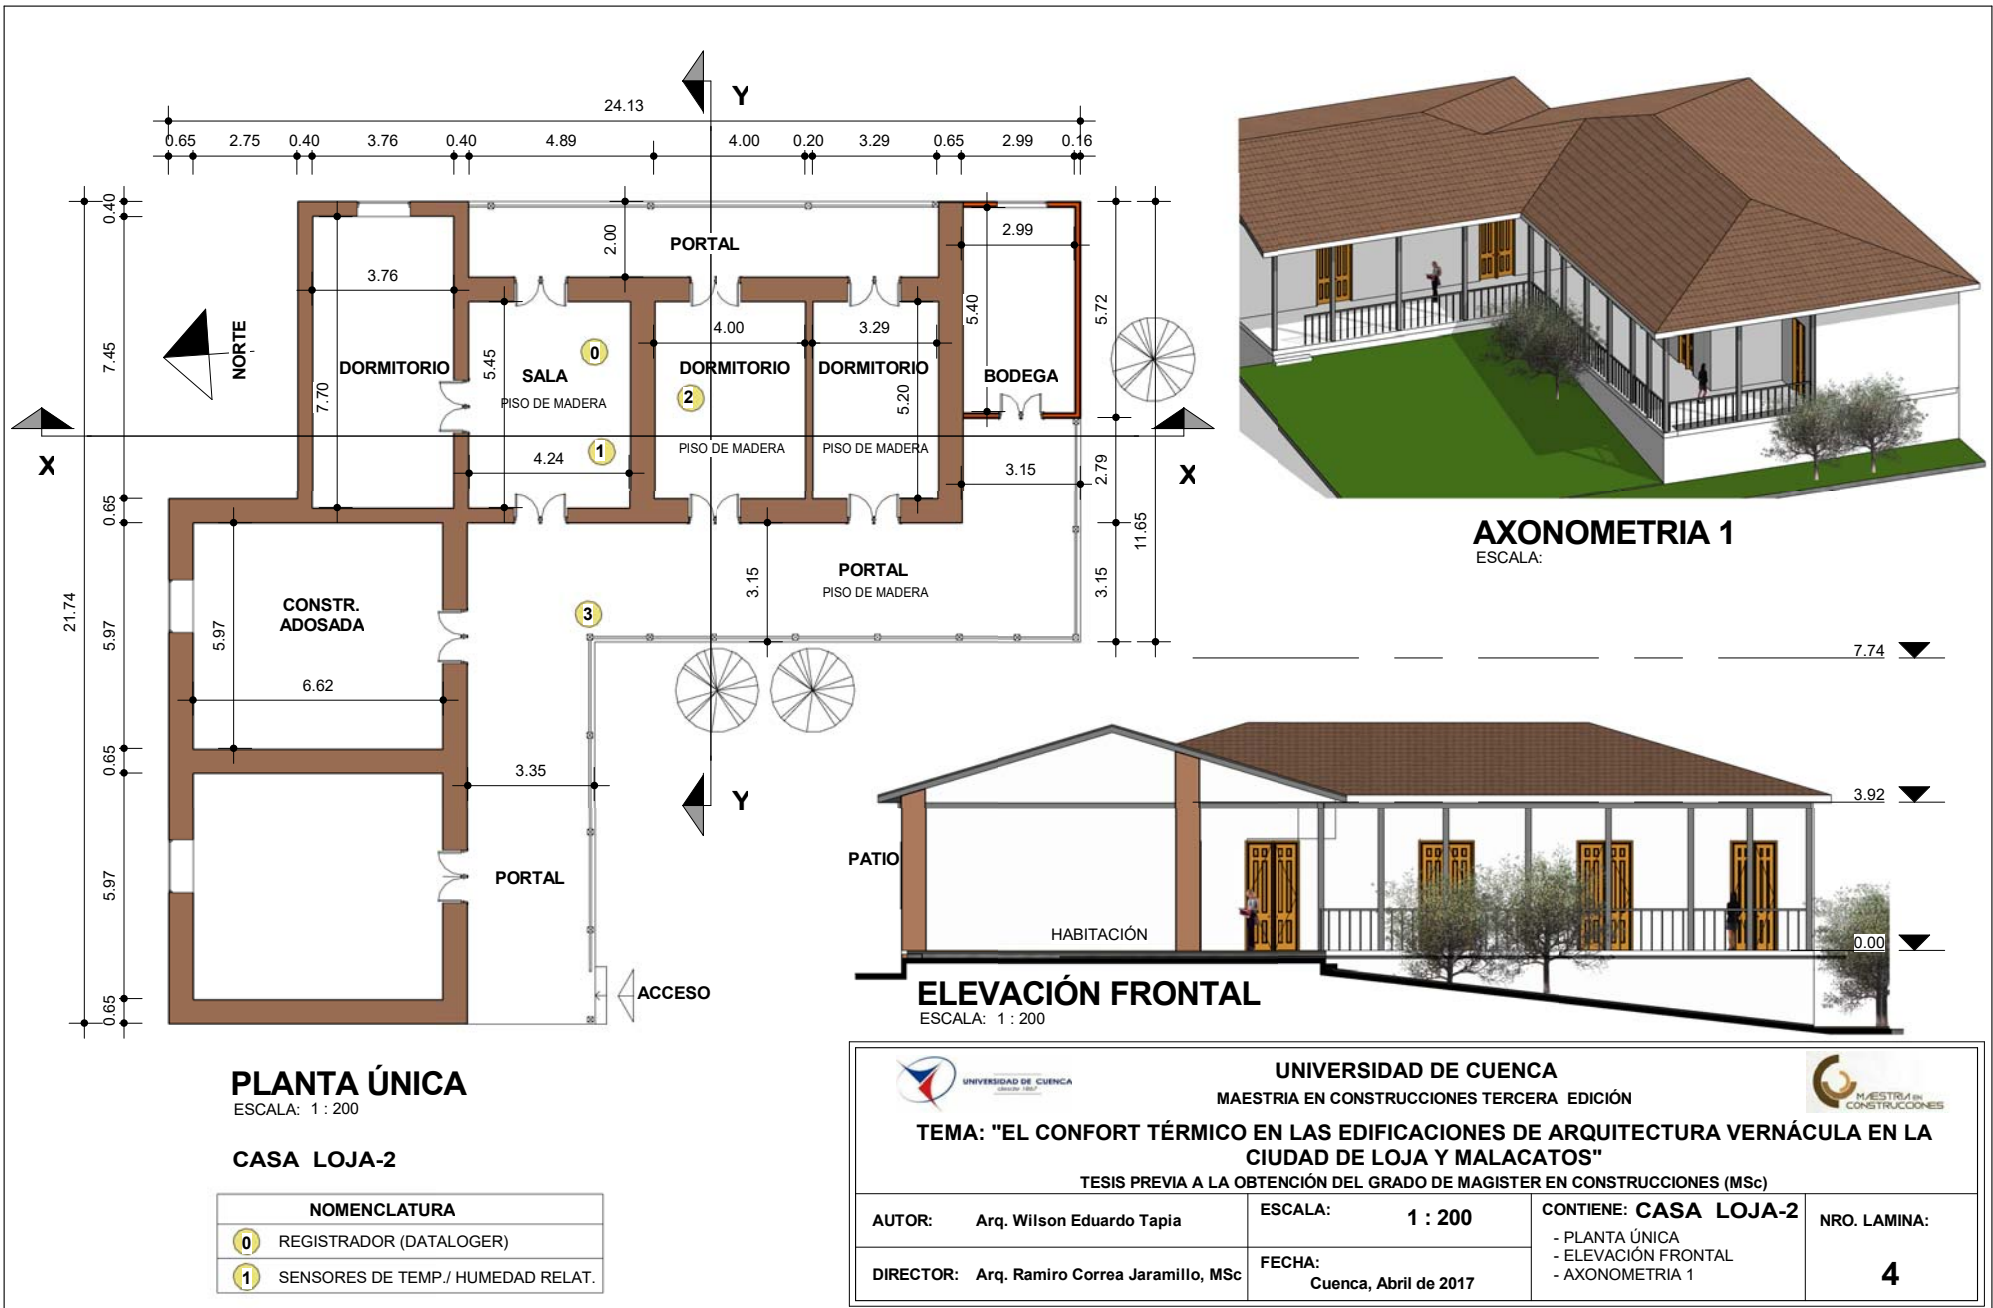 Y
24.13
0.65
2.75
0.40
3.76
0.40
4.89
4.00
0.20
3.29
0.65
2.99
0.16
0.40
7.45
0.65
5.97
0.65
5.97
0.65
21.74
NORTE
X
PORTAL
2.00
3.76
7.70
DORMITORIO
5.45
SALA
PISO DE MADERA
0
1
4.24
4.00
DORMITORIO
2
PISO DE MADERA
3.29
DORMITORIO
5.20
PISO DE MADERA
2.99
5.40
BODEGA
5.72
3.15
2.79
11.65
3.15
X
CONSTR.
ADOSADA
5.97
6.62
3
3.15
PORTAL
PISO DE MADERA
3.35
Y
PORTAL
ACCESO
PLANTA ÚNICA
ESCALA: 1 : 200
CASA LOJA-2
NOMENCLATURA
0 REGISTRADOR (DATALOGER)
1 SENSORES DE TEMP./ HUMEDAD RELAT.
AXONOMETRIA 1
ESCALA:
7.74
3.92
0.00
PATIO
HABITACIÓN
ELEVACIÓN FRONTAL
ESCALA: 1 : 200
UNIVERSIDAD DE CUENCA
UNIVERSIDAD DE CUENCA
MAESTRIA EN CONSTRUCCIONES TERCERA EDICIÓN
MAESTRIA EN
CONSTRUCCIONES
TEMA: "EL CONFORT TÉRMICO EN LAS EDIFICACIONES DE ARQUITECTURA VERNÁCULA EN LA
CIUDAD DE LOJA Y MALACATOS"
TESIS PREVIA A LA OBTENCIÓN DEL GRADO DE MAGISTER EN CONSTRUCCIONES (MSc)
AUTOR: Arq. Wilson Eduardo Tapia
DIRECTOR: Arq. Ramiro Correa Jaramillo, MSc
ESCALA: 1 : 200
FECHA:
Cuenca, Abril de 2017
CONTIENE: CASA LOJA-2
- PLANTA ÚNICA
- ELEVACIÓN FRONTAL
- AXONOMETRIA 1
NRO. LAMINA:
4